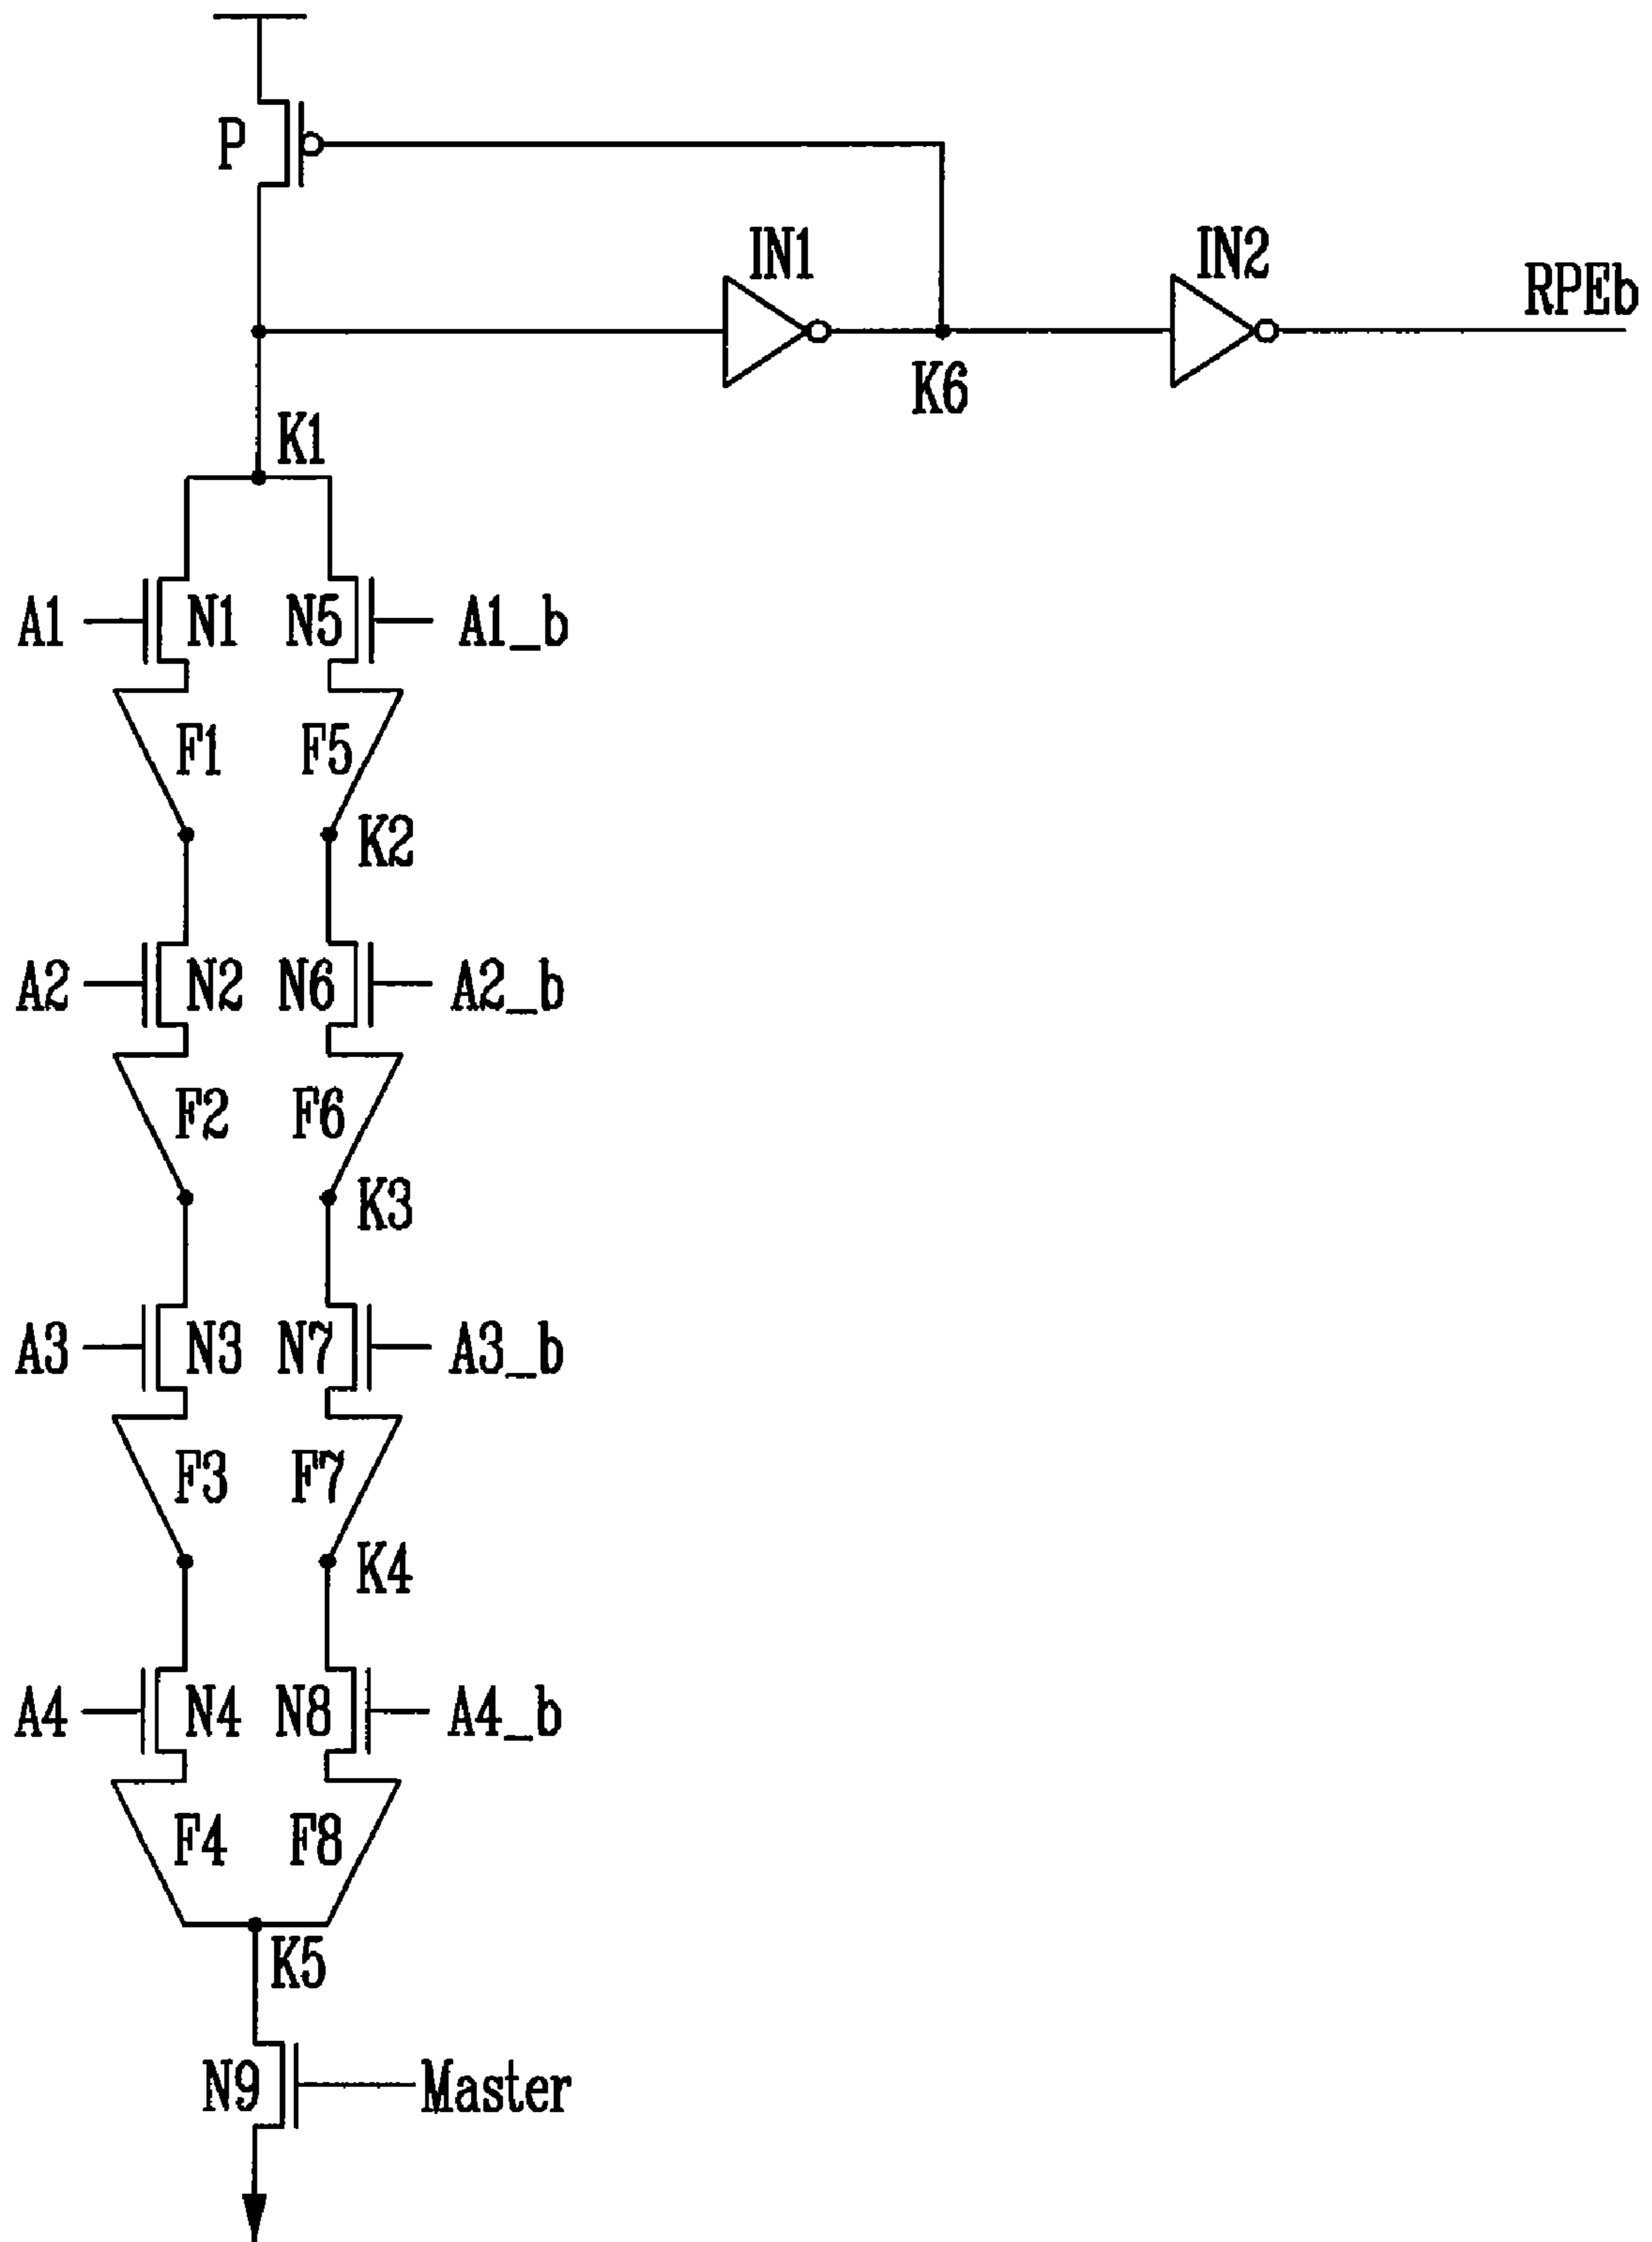 P
IN1
IN2
RPEb
K6
K1
A1
N1
N5
A1_b
F1
F5
K2
A2
N2
N6
A2_b
F2
F6
K3
A3
N3
N7
A3_b
F3
F7
K4
A4
N4
N8
A4_b
F4
F8
K5
N9
Master